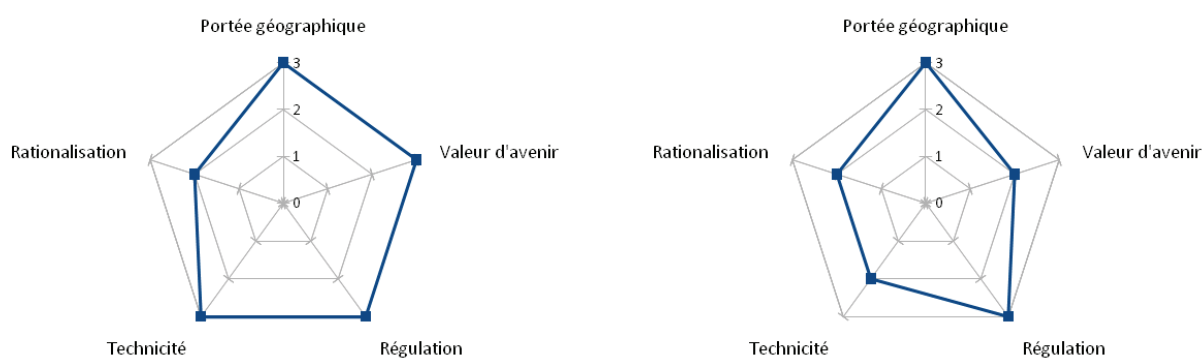 Portée géographique
3
2
1
0
Rationalisation
Valeur d'avenir
Technicité
Régulation
Portée géographique
3
2
1
0
Rationalisation
Valeur d'avenir
Technicité
Régulation